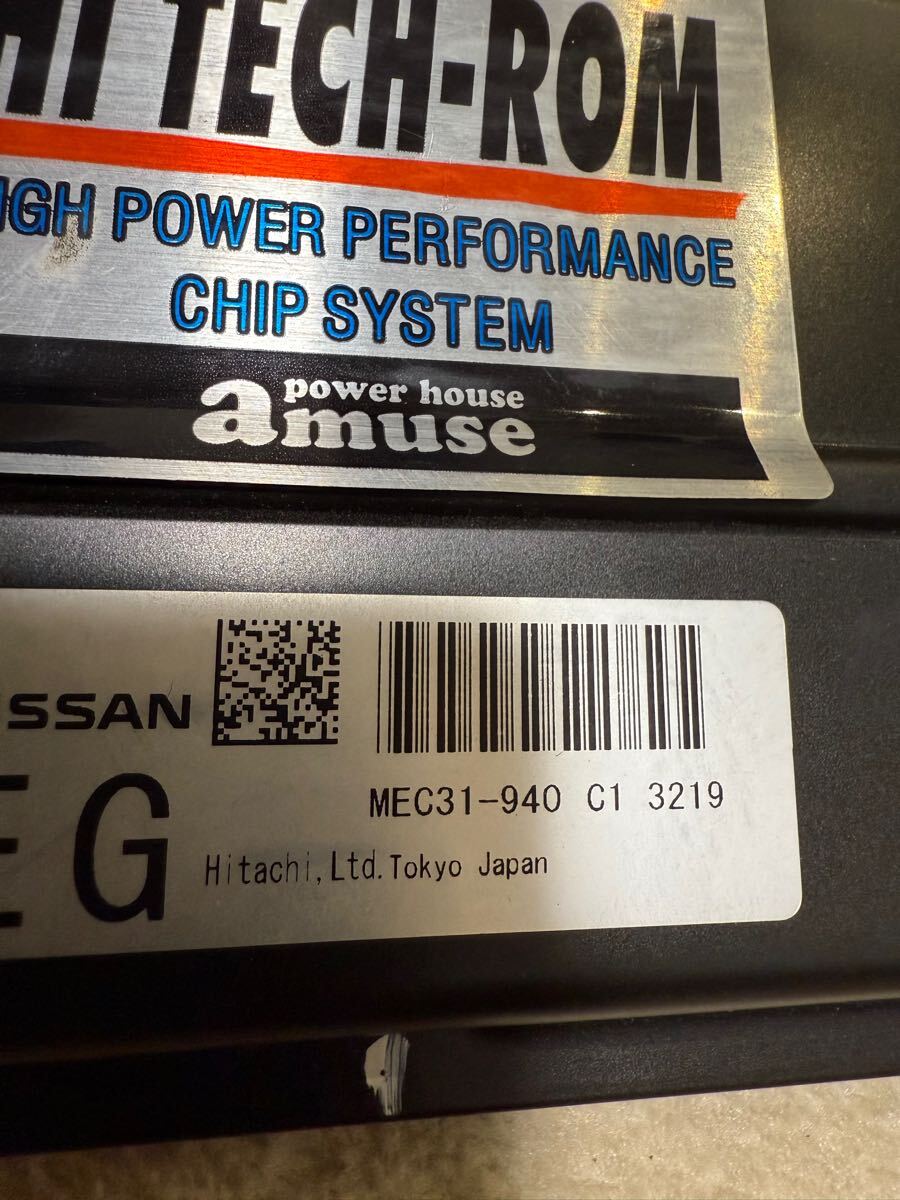 HI TECH-ROM
IGH POWER PERFORMANCE
CHIP SYSTEM
power house
amuse
ISSAN
MEC31-940 C1 3219
EG
Hitachi,Ltd.Tokyo Japan